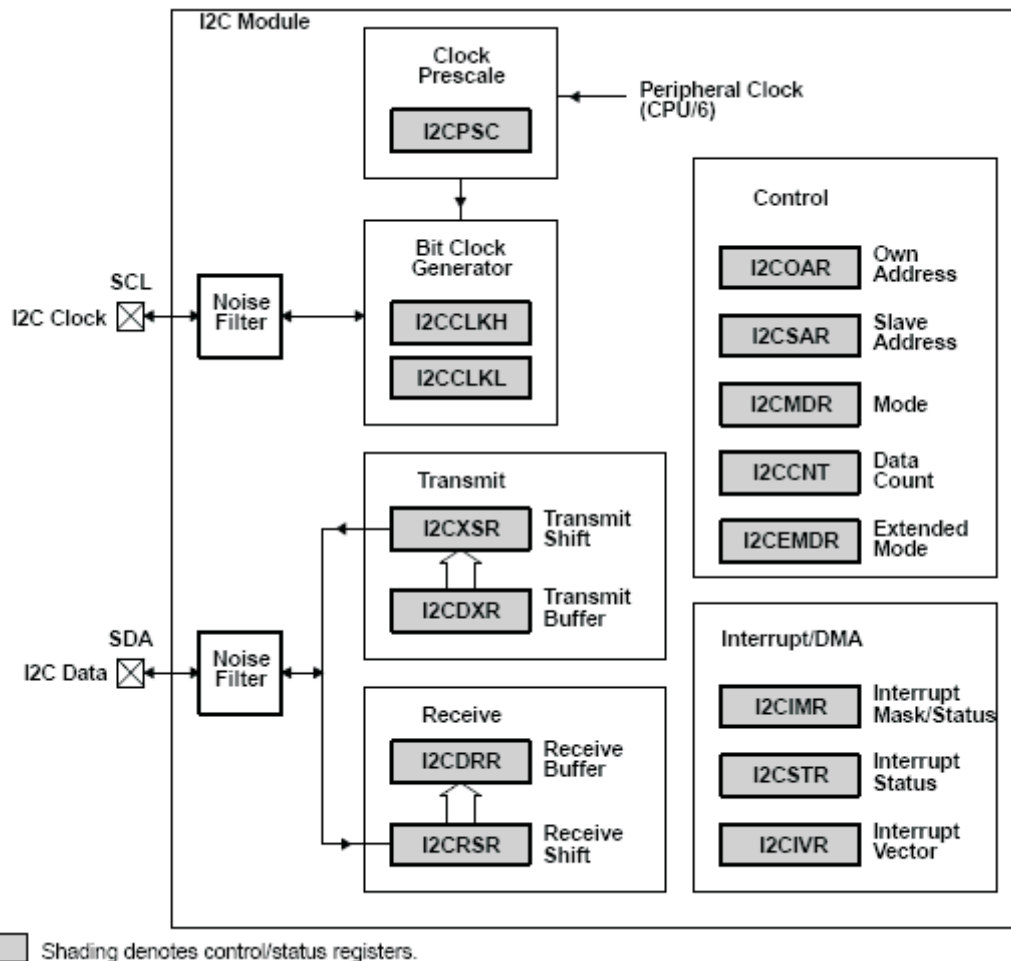 I2C Module
Clock
Prescale
I2CPSC
Peripheral Clock
(CPU/6)
Bit Clock
Generator
I2CCLKH
I2CCLKL
SCL
I2C Clock
Noise
Filter
Control
I2COAR
Own
Address
I2CSAR
Slave
Address
I2CMDR
Mode
I2CCNT
Data
Count
I2CEMDR
Extended
Mode
Transmit
I2CXSR
Transmit
Shift
I2CDXR
Transmit
Buffer
SDA
I2C Data
Noise
Filter
Receive
I2CDRR
Receive
Buffer
I2CRSR
Receive
Shift
Interrupt/DMA
I2CIMR
Interrupt
Mask/Status
I2CSTR
Interrupt
Status
I2CIVR
Interrupt
Vector
Shading denotes control/status registers.